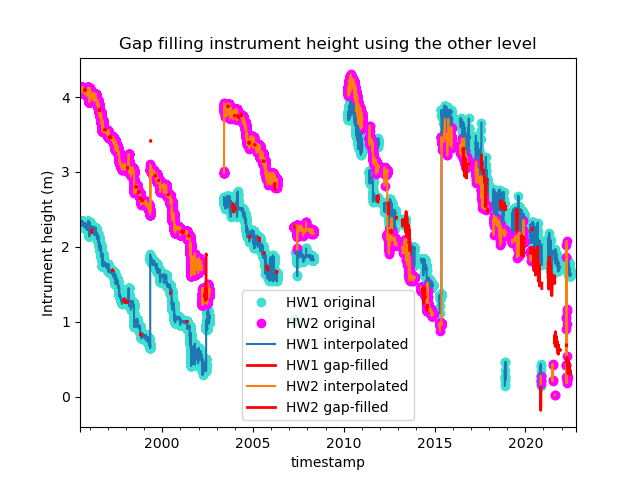 Gap filling instrument height using the other level
Intrument height (m)
4
3
2
1
0
HW1 original
HW2 original
HW1 interpolated
HW1 gap-filled
HW2 interpolated
HW2 gap-filled
2000
2005
2010
2015
2020
timestamp